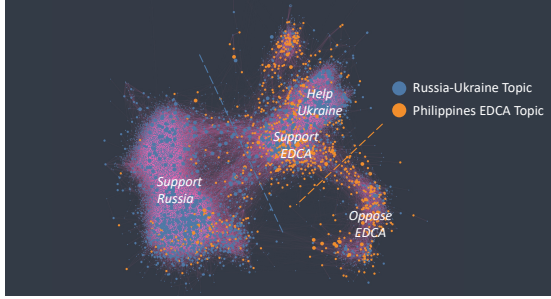 Help
Ukraine
Russia-Ukraine Topic
Philippines EDCA Topic
Support
EDCA
Support
Russia
Oppose
EDCA